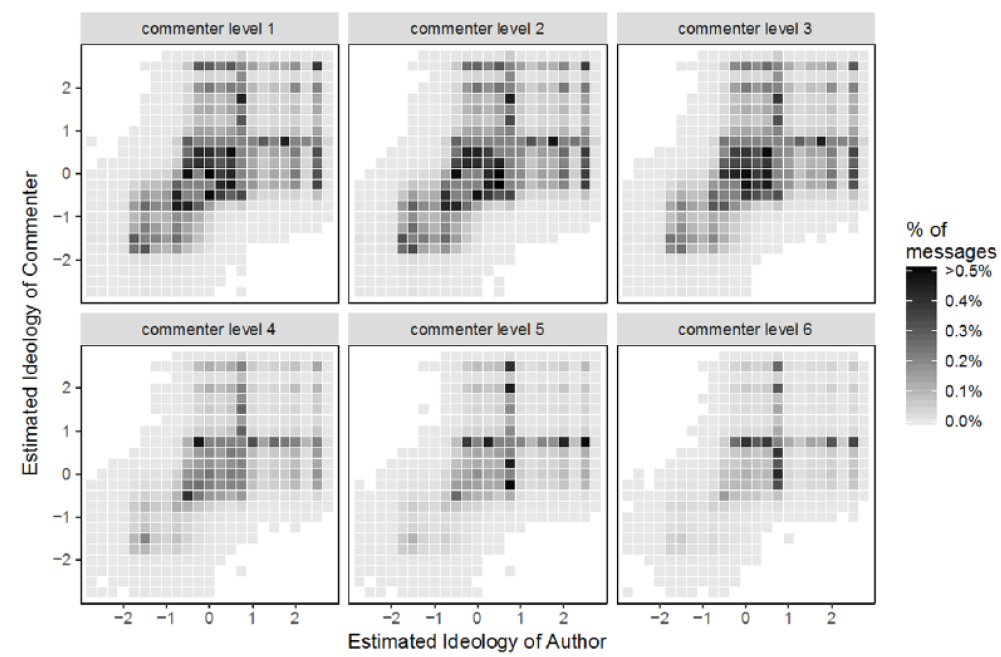 commenter level 1
commenter level 2
commenter level 3
2
1
0
−1
−2
Estimated Ideology of Commenter
commenter level 4
commenter level 5
commenter level 6
2
1
0
−1
−2
−2 −1 0 1 2
−2 −1 0 1 2
−2 −1 0 1 2
Estimated Ideology of Author
% of
messages
>0.5%
0.4%
0.3%
0.2%
0.1%
0.0%